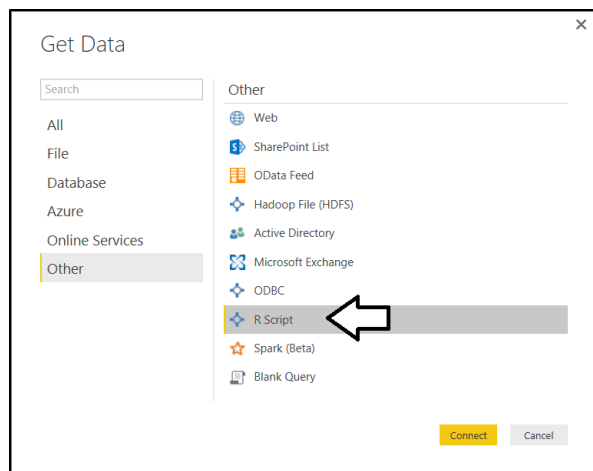 Get Data
Search
All
File
Database
Azure
Online Services
Other
Other
Web
SharePoint List
OData Feed
Hadoop File (HDFS)
Active Directory
Microsoft Exchange
ODBC
R Script
Spark (Beta)
Blank Query
Connect
Cancel